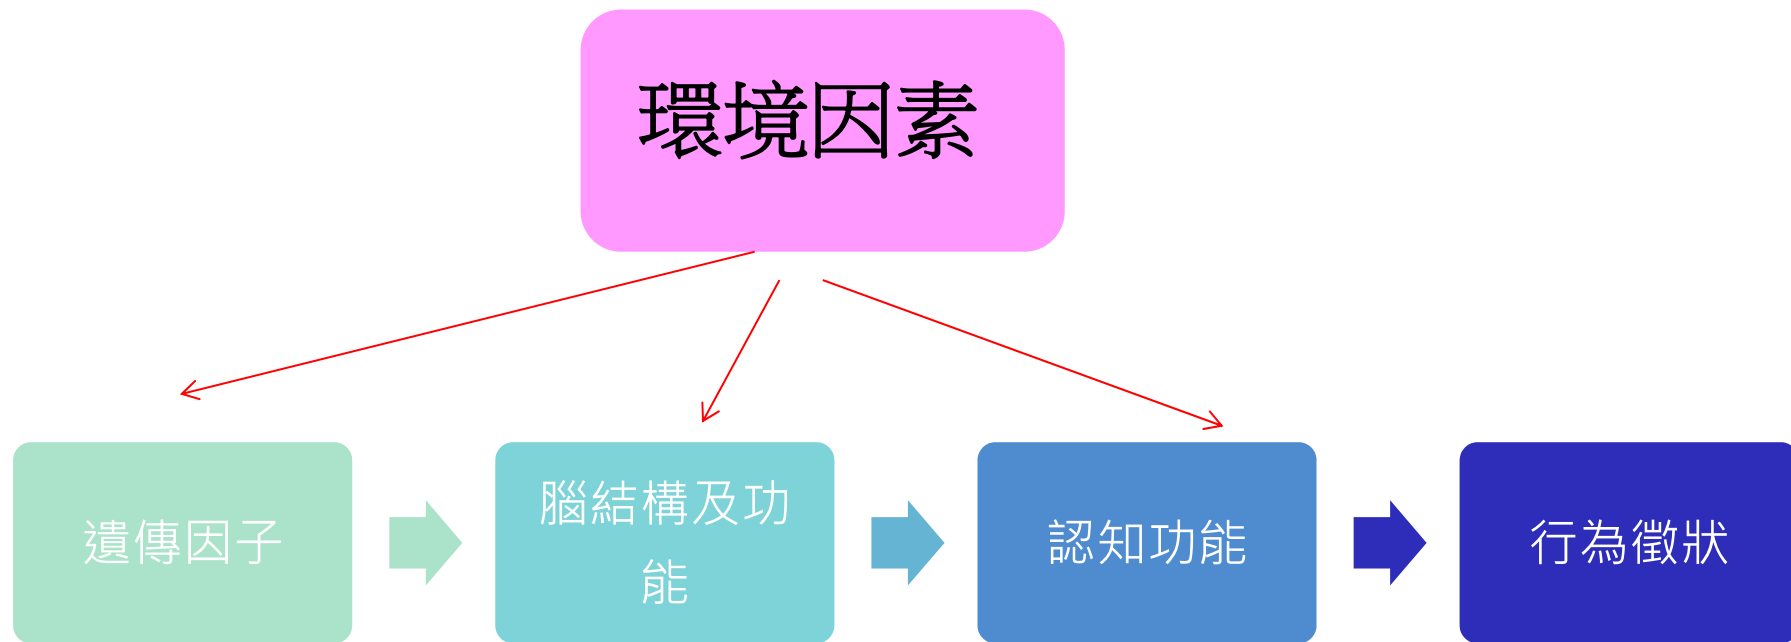 環境因素
遺傳因子
腦結構及功
能
認知功能
行為徵狀